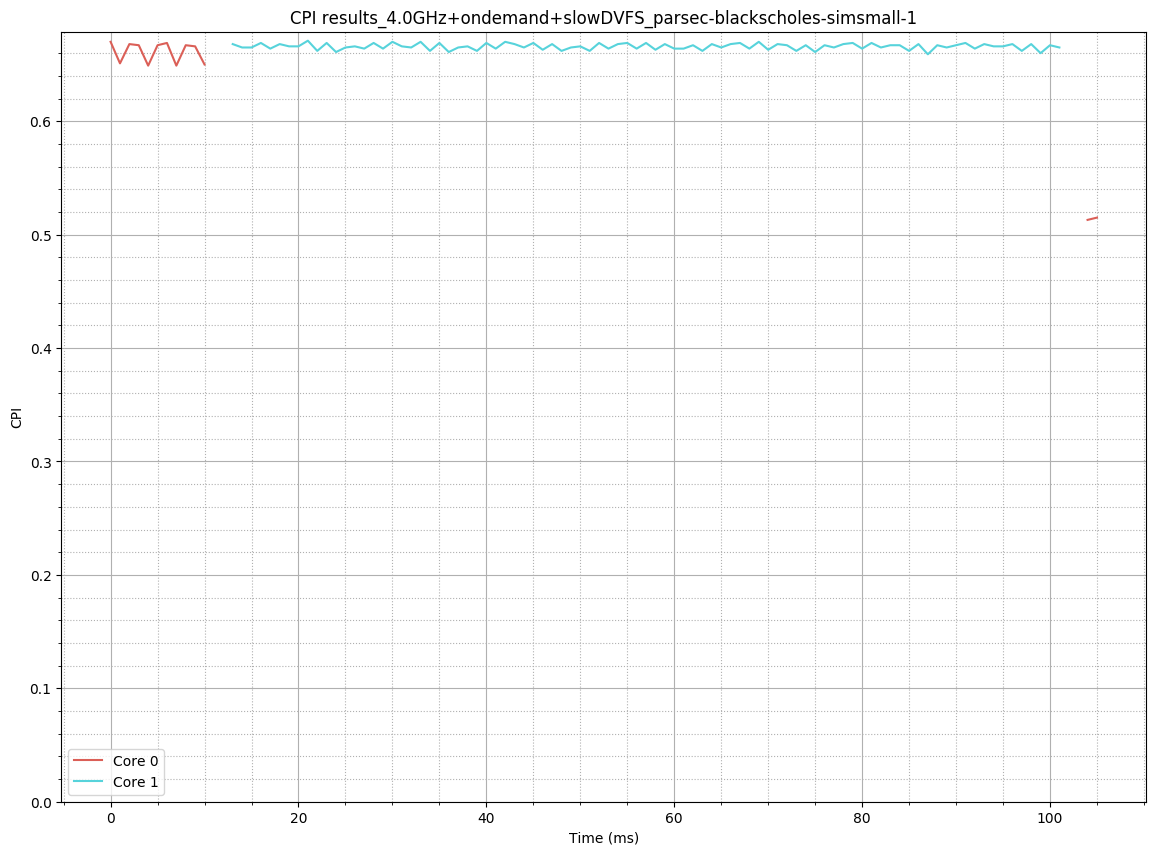 CPI results_4.0GHz+ondemand+slowDVFS_parsec-blackscholes-simsmall-1
CPI
0.6
0.5
0.4
0.3
0.2
0.1
0.0
Core 0
Core 1
0 20 40 60 80 100
Time (ms)